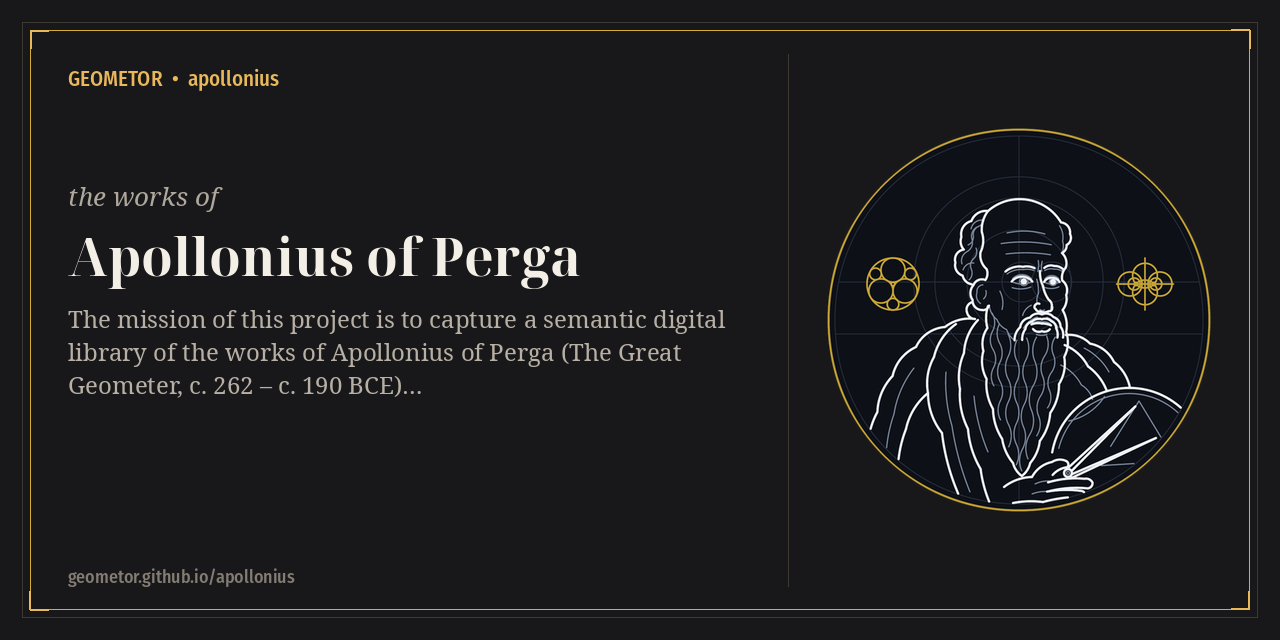 GEOMETOR • apollonius
the works of
Apollonius of Perga
The mission of this project is to capture a semantic digital
library of the works of Apollonius of Perga (The Great
Geometer, c. 262 – c. 190 BCE)...
geometor.github.io/apollonius